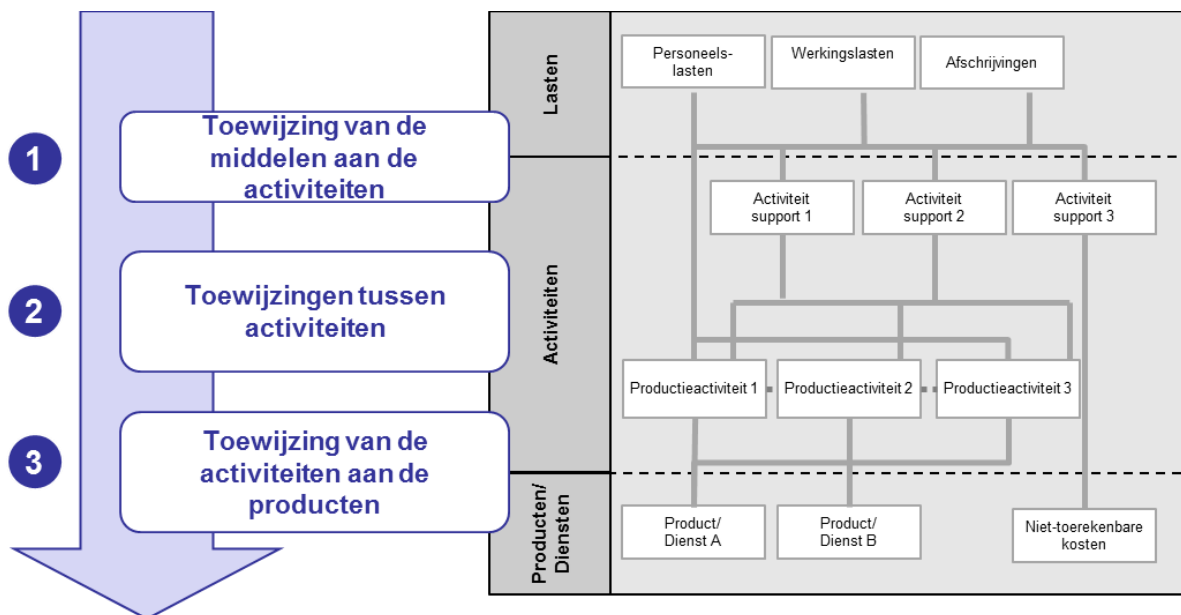 1
Toewijzing van de
middelen aan de
activiteiten
2
Toewijzingen tussen
activiteiten
3
Toewijzing van de
activiteiten aan de
producten
Lasten
Activiteiten
Producten/
Diensten
Personeels-
lasten
Werkingslasten
Afschrijvingen
Activiteit
support 1
Activiteit
support 2
Activiteit
support 3
Productieactiviteit 1
Productieactiviteit 2
Productieactiviteit 3
Product/
Dienst A
Product/
Dienst B
Niet-toerekenbare
kosten